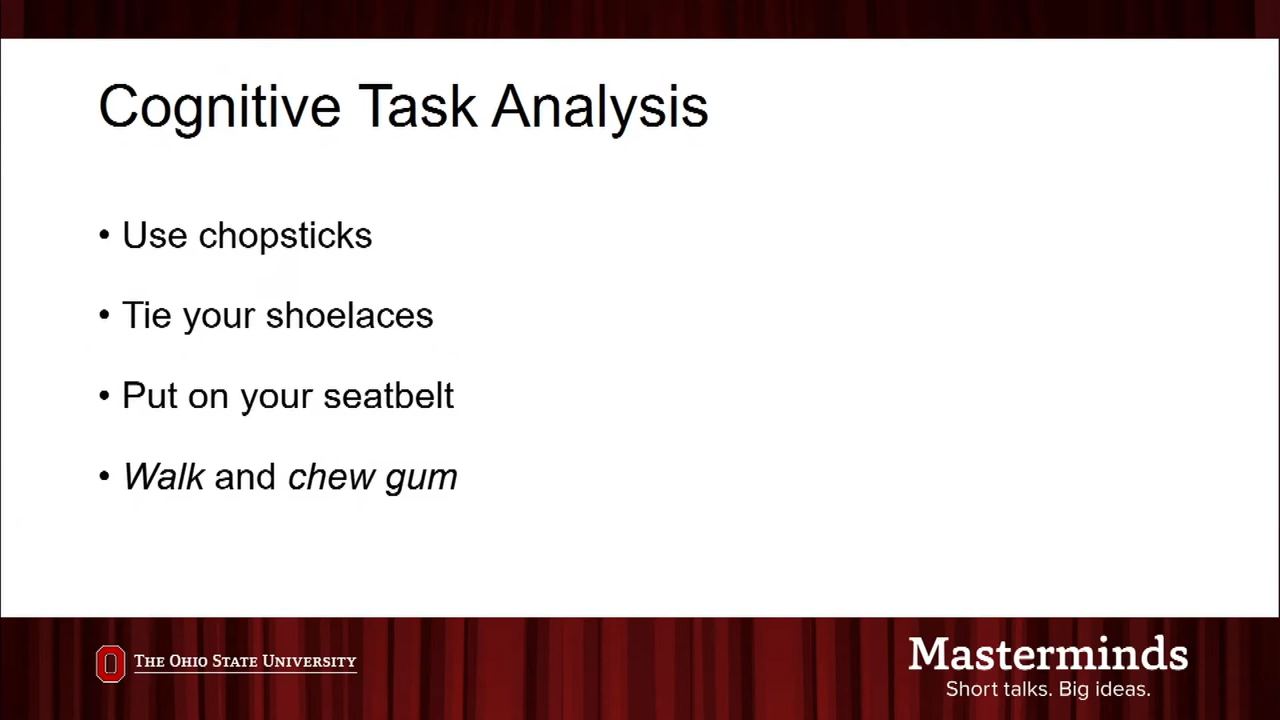 Cognitive Task Analysis
• Use chopsticks
• Tie your shoelaces
• Put on your seatbelt
• Walk and chew gum
THE OHIO STATE UNIVERSITY
Masterminds
Short talks. Big ideas.